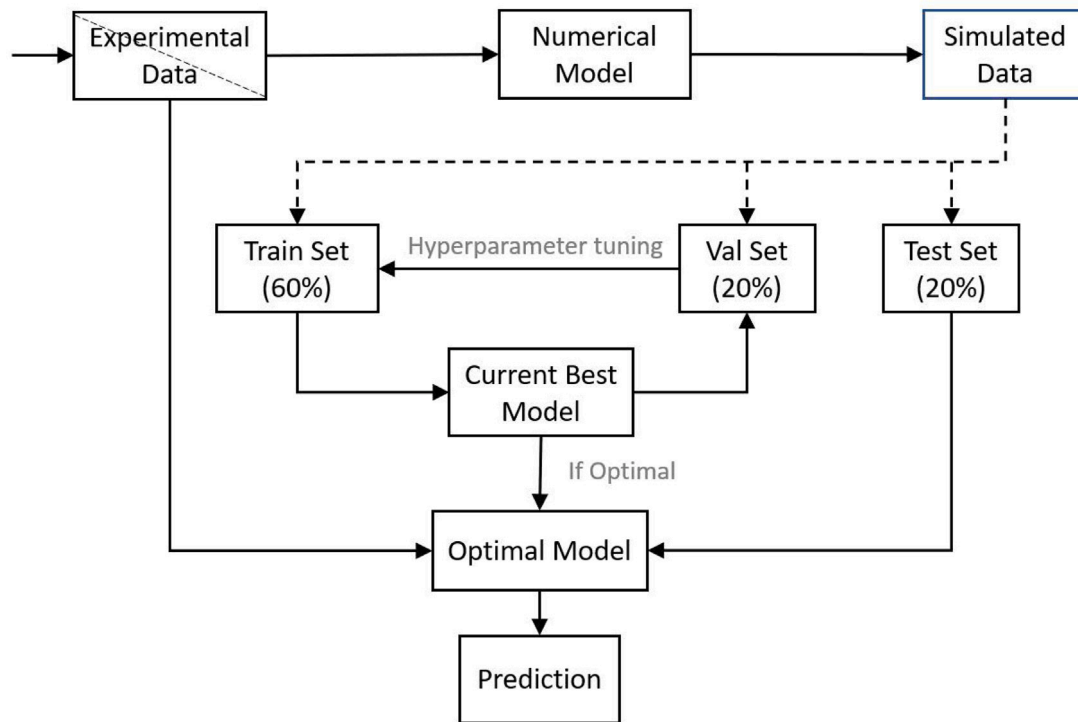 Experimental
Data
Numerical
Model
Simulated
Data
Train Set
(60%)
Hyperparameter tuning
Val Set
(20%)
Test Set
(20%)
Current Best
Model
If Optimal
Optimal Model
Prediction